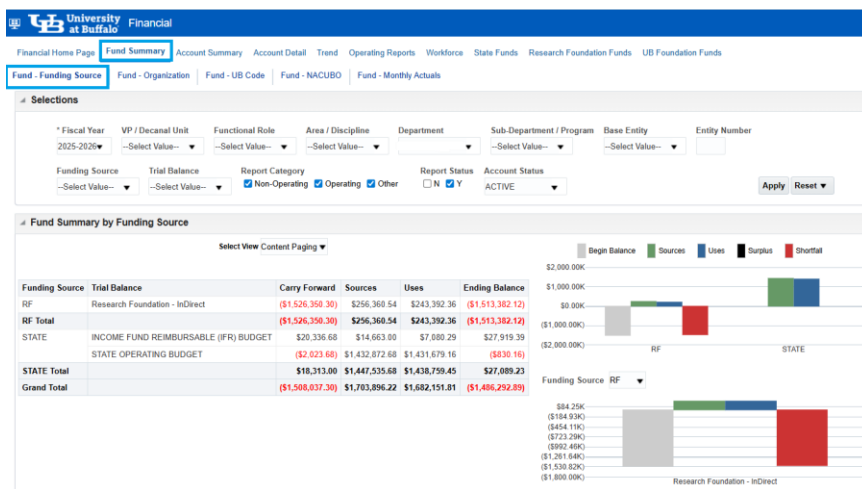 University
at Buffalo
Financial
Financial Home Page Fund Summary Account Summary Account Detail Trend Operating Reports Workforce State Funds Research Foundation Funds UB Foundation Funds
Fund - Funding Source Fund - Organization Fund - UB Code Fund - NACUBO Fund - Monthly Actuals
Selections
* Fiscal Year VP / Decanal Unit Functional Role Area / Discipline Department Sub-Department / Program Base Entity Entity Number
2025-2026 --Select Value-- --Select Value-- --Select Value-- --Select Value-- --Select Value--
Funding Source Trial Balance Report Category Report Status Account Status
--Select Value-- --Select Value-- Non-Operating Operating Other N Y ACTIVE Apply Reset
Fund Summary by Funding Source
Select View Content Paging
Funding Source Trial Balance Carry Forward Sources Uses Ending Balance
RF Research Foundation - InDirect ($1,526,350.30) $256,360.54 $243,392.36 ($1,513,382.12)
RF Total ($1,526,350.30) $256,360.54 $243,392.36 ($1,513,382.12)
STATE INCOME FUND REIMBURSABLE (IFR) BUDGET $20,336.68 $14,663.00 $7,080.29 $27,919.39
STATE OPERATING BUDGET ($2,023.68) $1,432,872.68 $1,431,679.16 ($830.16)
STATE Total $18,313.00 $1,447,535.68 $1,438,759.45 $27,089.23
Grand Total ($1,508,037.30) $1,703,896.22 $1,682,151.81 ($1,486,292.89)
Begin Balance Sources Uses Surplus Shortfall
$2,000.00K
$1,000.00K
$0.00K
($1,000.00K)
($2,000.00K)
RF STATE
Funding Source RF
$84.25K
($184.93K)
($454.11K)
($723.29K)
($992.46K)
($1,261.64K)
($1,530.82K)
($1,800.00K)
Research Foundation - InDirect